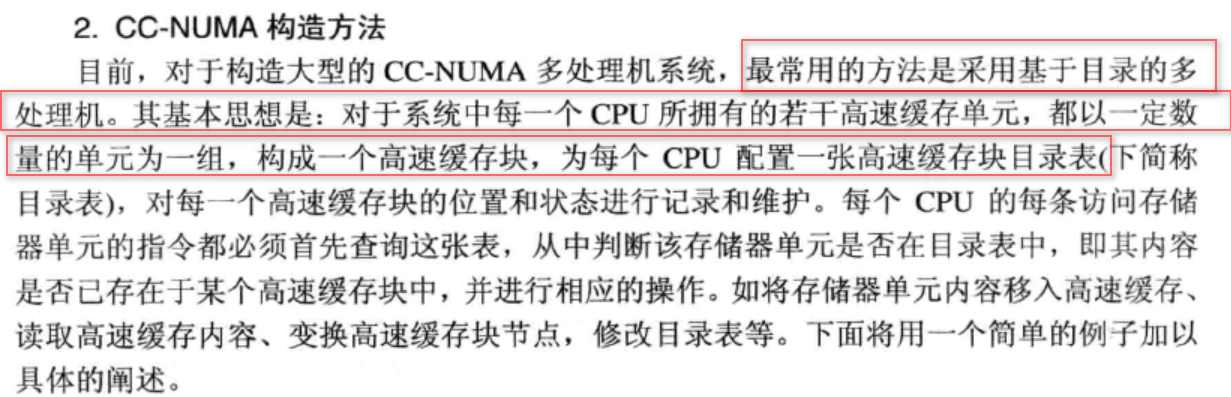 2. CC-NUMA 构造方法
目前，对于构造大型的 CC-NUMA 多处理机系统，最常用的方法是采用基于目录的多
处理机。其基本思想是：对于系统中每一个 CPU 所拥有的若干高速缓存单元，都以一定数
量的单元为一组，构成一个高速缓存块，为每个 CPU 配置一张高速缓存块目录表(下简称
目录表)，对每一个高速缓存块的位置和状态进行记录和维护。每个 CPU 的每条访问存储
器单元的指令都必须首先查询这张表，从中判断该存储器单元是否在目录表中，即其内容
是否已存在于某个高速缓存块中，并进行相应的操作。如将存储器单元内容移入高速缓存、
读取高速缓存内容、变换高速缓存块节点，修改目录表等。下面将用一个简单的例子加以
具体的阐述。